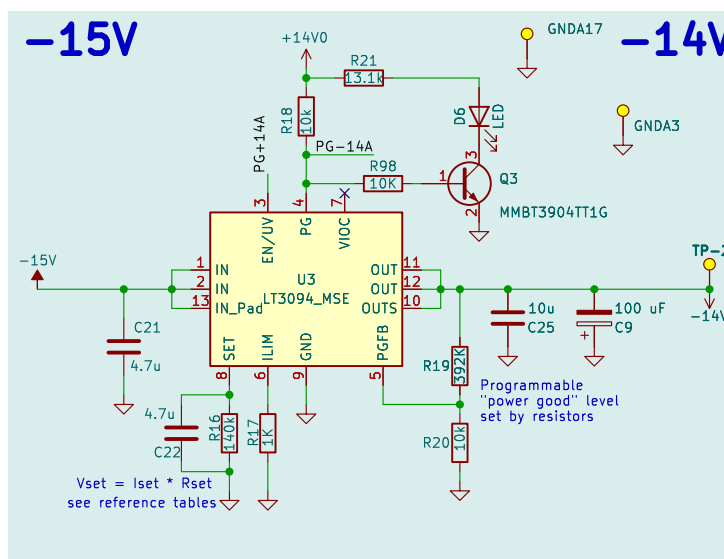 -15V
GNDA17
-14V
+14V0
R21
13.1k
D6
LED
GNDA3
R18
10k
PG+14A
PG-14A
R98
10K
3
1
2
Q3
MMBT3904TT1G
3
4
7
EN/UV
PG
VIOC
-15V
TP-2
1
IN
OUT
11
2
IN
U3
OUT
12
13
IN_Pad
LT3094_MSE
OUTS
10
-14V
C21
4.7u
10u
C25
100 uF
C9
+
SET
ILIM
GND
PGFB
8
6
9
5
R19
392K
4.7u
C22
R16
140k
R17
1K
R20
10k
Programmable
"power good" level
set by resistors
Vset = Iset * Rset
see reference tables